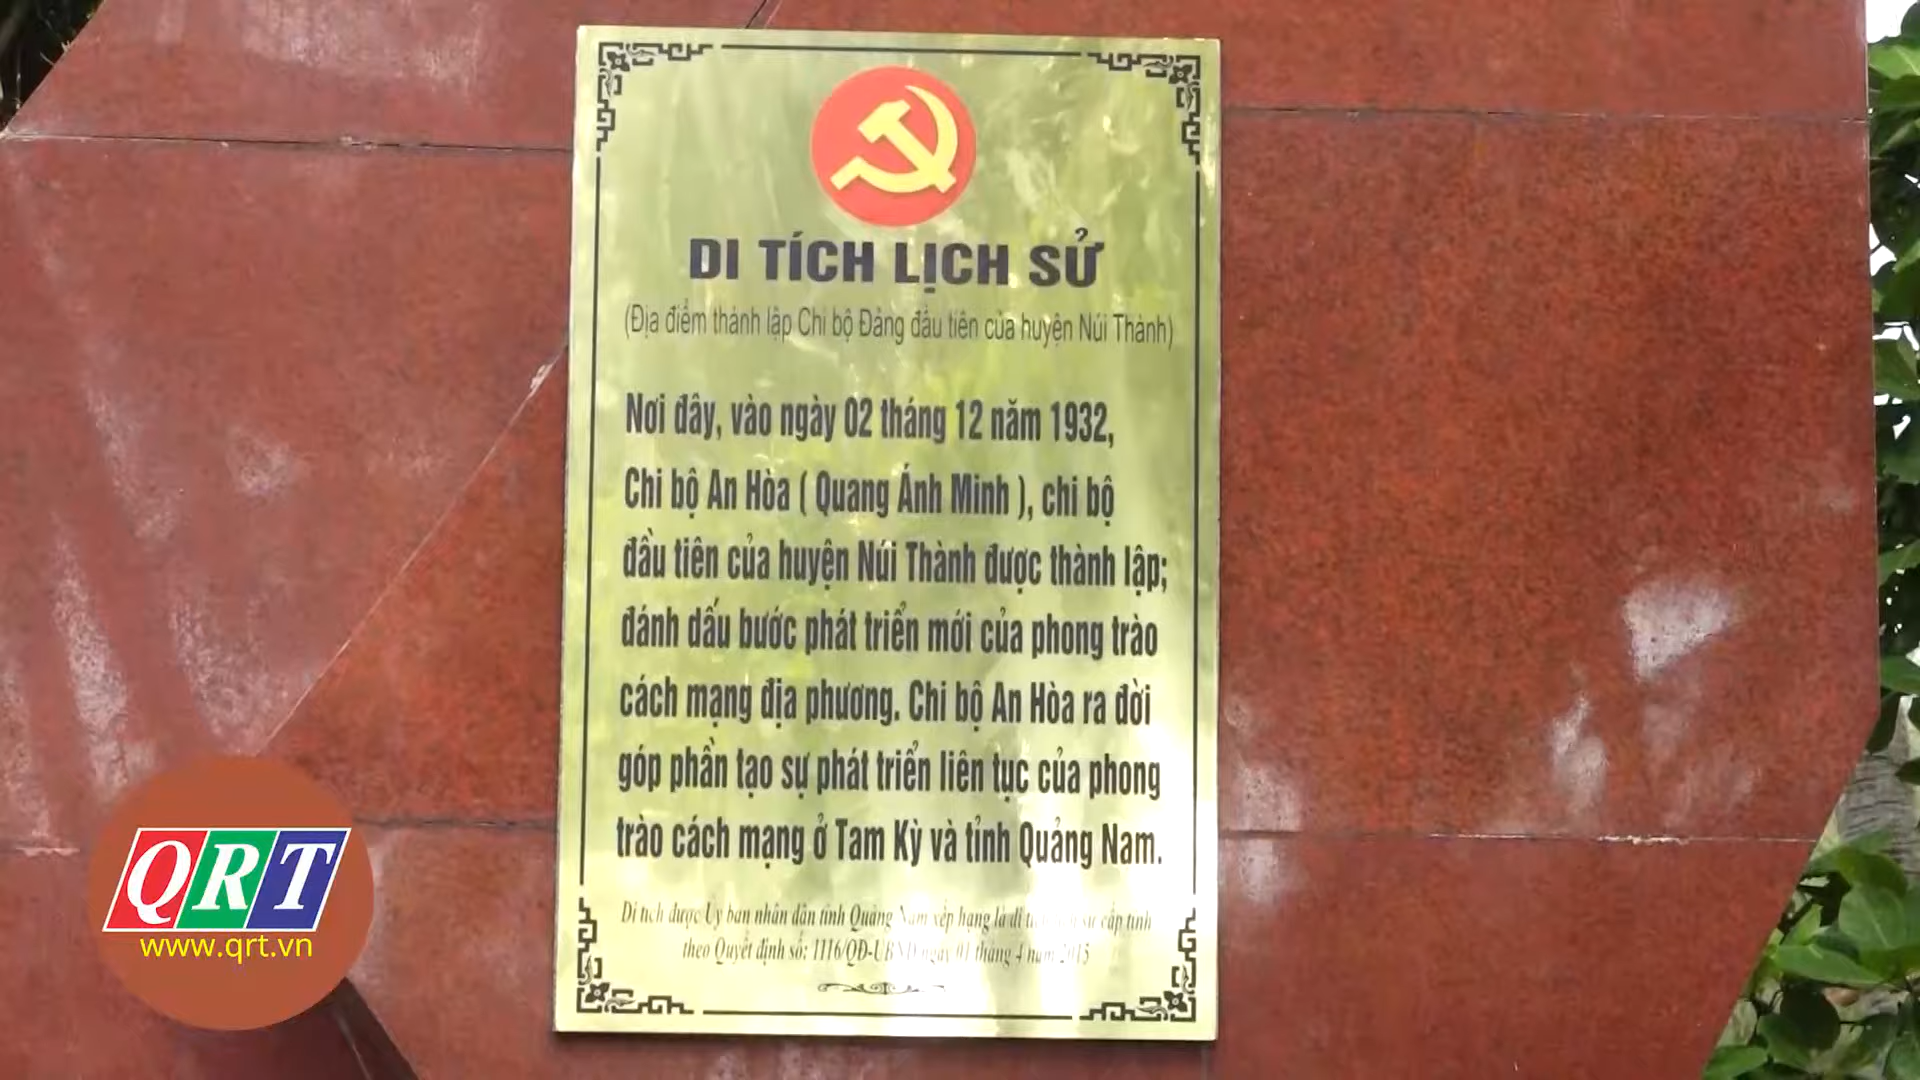 DI TÍCH LỊCH SỬ
(Địa điểm thành lập Chi bộ Đảng đầu tiên của huyện Núi Thành)
Nơi đây, vào ngày 02 tháng 12 năm 1932,
Chi bộ An Hòa ( Quang Ánh Minh ), chi bộ
đầu tiên của huyện Núi Thành được thành lập;
đánh dấu bước phát triển mới của phong trào
cách mạng địa phương. Chi bộ An Hòa ra đời
góp phần tạo sự phát triển liên tục của phong
trào cách mạng ở Tam Kỳ và tỉnh Quảng Nam.
Di tích được Uỷ ban nhân dân tỉnh Quảng Nam xếp hạng là di tích lịch sử cấp tỉnh
theo Quyết định số: 1116/QĐ-UBND ngày 01 tháng 4 năm 2015
QRT
www.qrt.vn